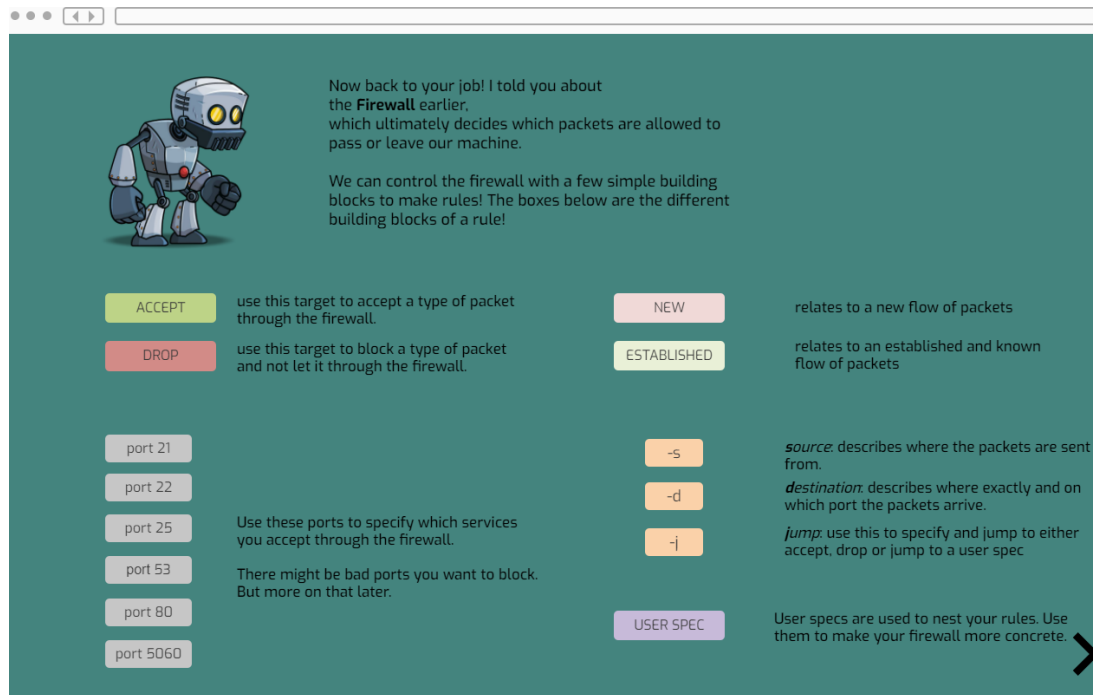 Now back to your job! I told you about
the Firewall earlier,
which ultimately decides which packets are allowed to
pass or leave our machine.
We can control the firewall with a few simple building
blocks to make rules! The boxes below are the different
building blocks of a rule!
ACCEPT
use this target to accept a type of packet
through the firewall.
DROP
use this target to block a type of packet
and not let it through the firewall.
NEW
relates to a new flow of packets
ESTABLISHED
relates to an established and known
flow of packets
port 21
port 22
port 25
port 53
port 80
port 5060
Use these ports to specify which services
you accept through the firewall.
There might be bad ports you want to block.
But more on that later.
-s
source: describes where the packets are sent
from.
-d
destination: describes where exactly and on
which port the packets arrive.
-j
jump: use this to specify and jump to either
accept, drop or jump to a user spec
USER SPEC
User specs are used to nest your rules. Use
them to make your firewall more concrete.